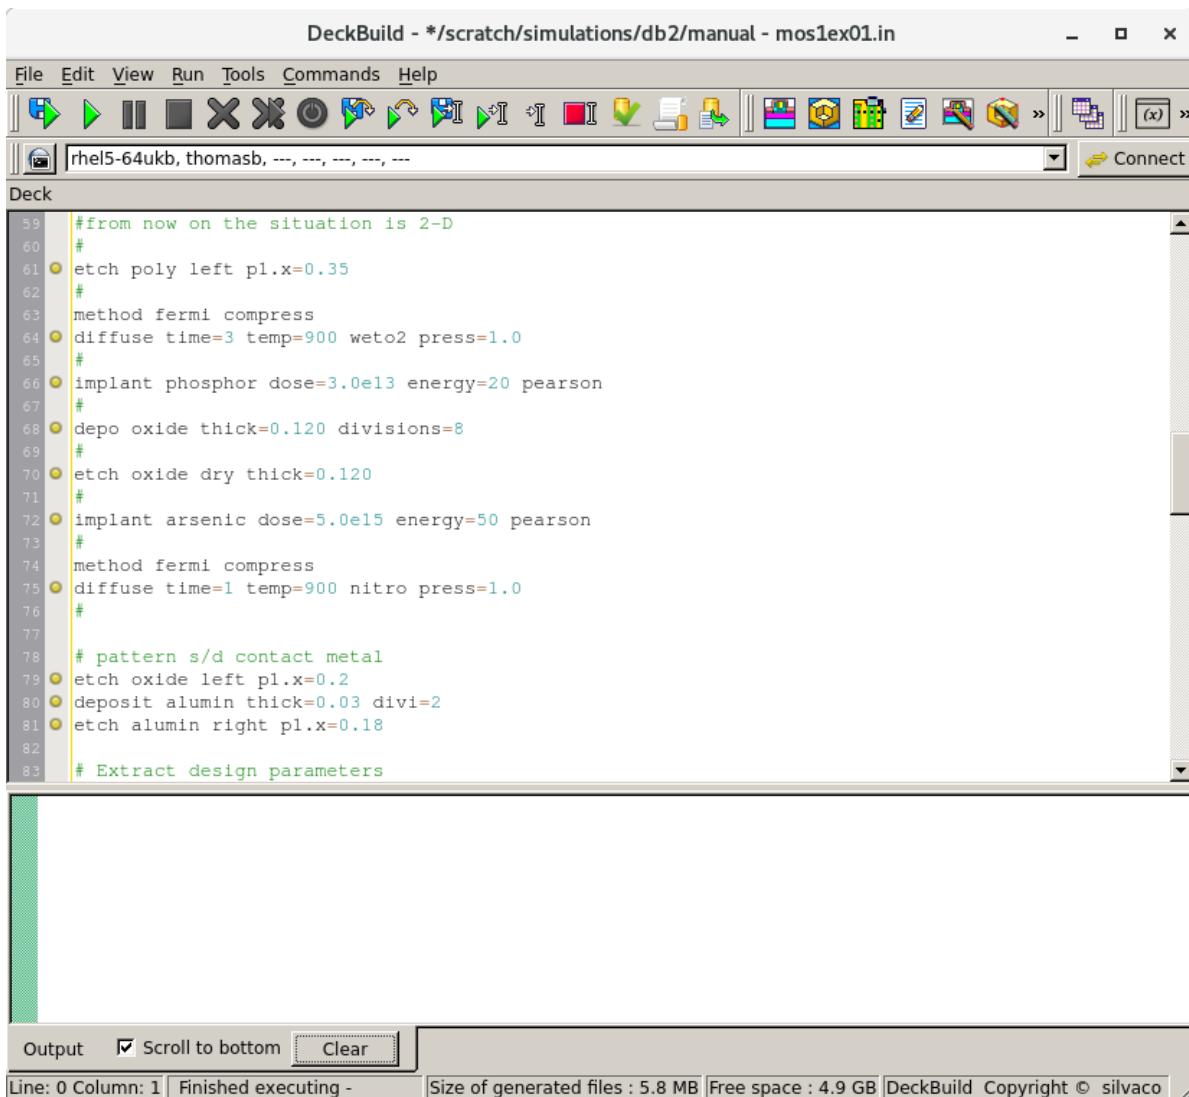 DeckBuild - */scratch/simulations/db2/manual - mos1ex01.in
File Edit View Run Tools Commands Help
(x)
rhel5-64ukb, thomasb, ---, ---, ---, ---, ---
Connect
Deck
59 #from now on the situation is 2-D
60 #
61 etch poly left p1.x=0.35
62 #
63 method fermi compress
64 diffuse time=3 temp=900 weto2 press=1.0
65 #
66 implant phosphor dose=3.0e13 energy=20 pearson
67 #
68 depo oxide thick=0.120 divisions=8
69 #
70 etch oxide dry thick=0.120
71 #
72 implant arsenic dose=5.0e15 energy=50 pearson
73 #
74 method fermi compress
75 diffuse time=1 temp=900 nitro press=1.0
76 #
77
78 # pattern s/d contact metal
79 etch oxide left p1.x=0.2
80 deposit alumin thick=0.03 divi=2
81 etch alumin right p1.x=0.18
82
83 # Extract design parameters
Output Scroll to bottom Clear
Line: 0 Column: 1 Finished executing - Size of generated files : 5.8 MB Free space : 4.9 GB DeckBuild Copyright © silvaco